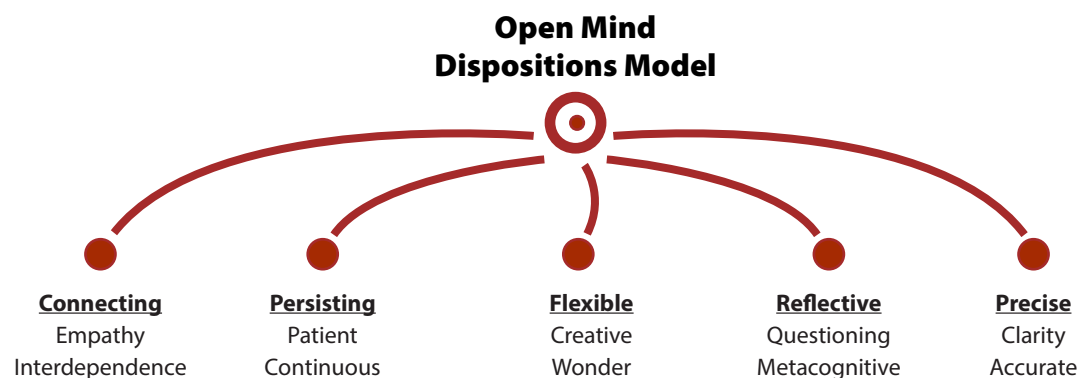 Open Mind
Dispositions Model
Connecting
Empathy
Interdependence
Persisting
Patient
Continuous
Flexible
Creative
Wonder
Reflective
Questioning
Metacognitive
Precise
Clarity
Accurate